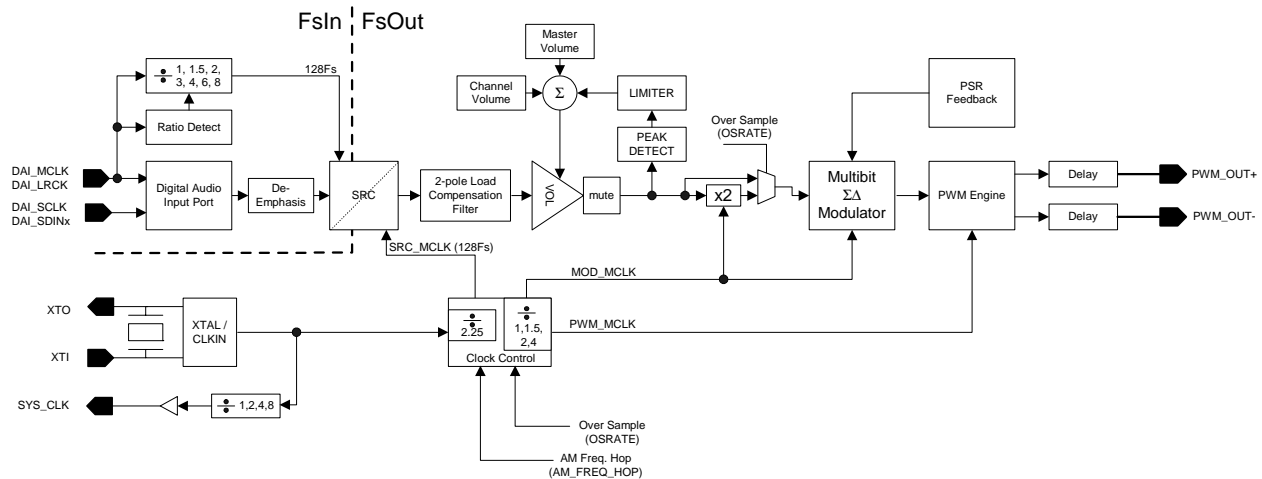 FsIn
FsOut
Master
Volume
Channel
Volume
Σ
LIMITER
PEAK
DETECT
÷ 1, 1.5, 2,
3, 4, 6, 8
128Fs
Ratio Detect
DAI_MCLK
DAI_LRCK
DAI_SCLK
DAI_SDINx
Digital Audio
Input Port
De-
Emphasis
SRC
2-pole Load
Compensation
Filter
VOL
mute
Over Sample
(OSRATE)
x2
Multibit
ΣΔ
Modulator
PSR
Feedback
PWM Engine
Delay
Delay
PWM_OUT+
PWM_OUT-
SRC_MCLK (128Fs)
MOD_MCLK
PWM_MCLK
XTO
XTI
XTAL /
CLKIN
÷
2.25
÷
1,1.5,
2,4
Clock Control
SYS_CLK
÷ 1,2,4,8
Over Sample
(OSRATE)
AM Freq. Hop
(AM_FREQ_HOP)